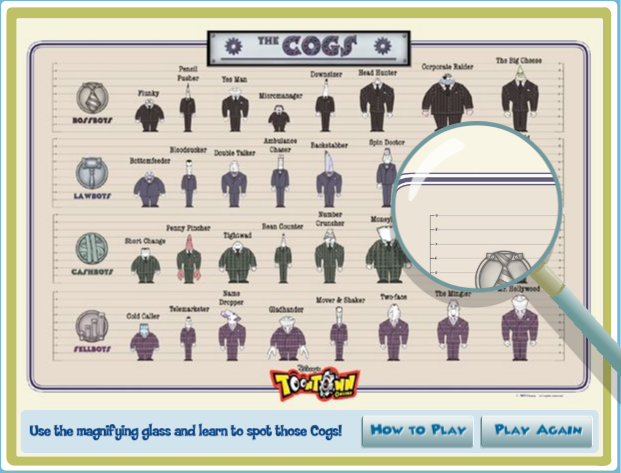 THE COGS
Flunky
Pencil
Pusher
Yes Man
Micromanager
Downsizer
Head Hunter
Corporate Raider
The Big Cheese
BOSSBOTS
Bottomfeeder
Bloodsucker
Double Talker
Ambulance
Chaser
Backstabber
Spin Doctor
LAWBOTS
Short Change
Penny Pincher
Tightwad
Bean Counter
Number
Cruncher
CASHBOTS
Cold Caller
Telemarketer
Name
Dropper
Gladhander
Mover & Shaker
Two-face
The Mingler
Hollywood
SELLBOTS
Disney's
TOONTOWN
ONLINE
Use the magnifying glass and learn to spot those Cogs!
HOW TO PLAY
PLAY AGAIN